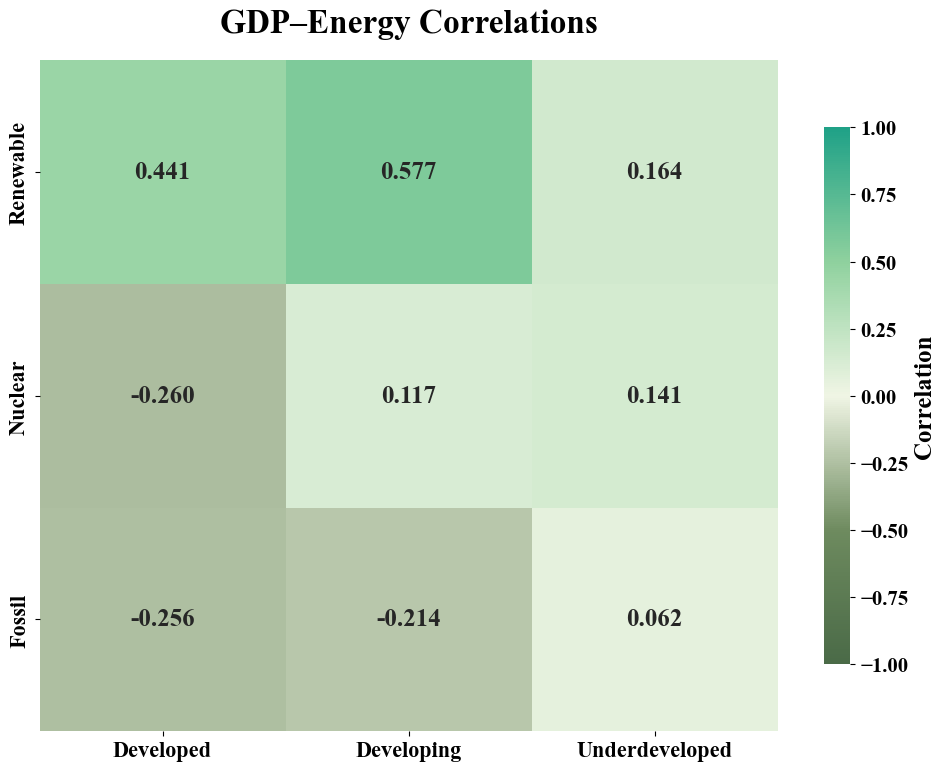 GDP–Energy Correlations
Renewable
0.441 0.577 0.164
Nuclear
-0.260 0.117 0.141
Fossil
-0.256 -0.214 0.062
Developed Developing Underdeveloped
1.00
0.75
0.50
0.25
0.00
−0.25
−0.50
−0.75
−1.00
Correlation